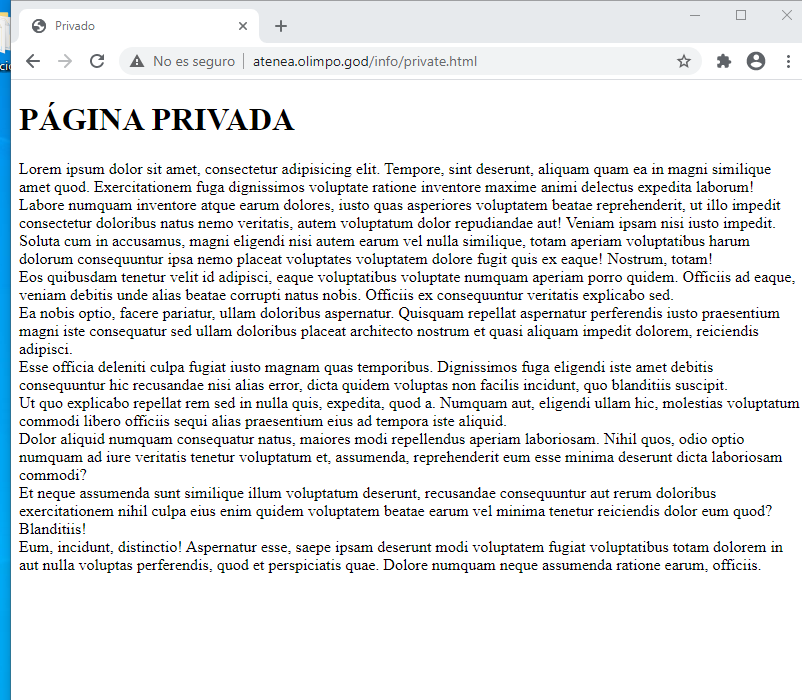 Privado
No es seguro
atenea.olimpo.god/info/private.html
PÁGINA PRIVADA
Lorem ipsum dolor sit amet, consectetur adipisicing elit. Tempore, sint deserunt, aliquam quam ea in magni similique
amet quod. Exercitationem fuga dignissimos voluptate ratione inventore maxime animi delectus expedita laborum!
Labore numquam inventore atque earum dolores, iusto quas asperiores voluptatem beatae reprehenderit, ut illo impedit
consectetur doloribus natus nemo veritatis, autem voluptatum dolor repudiandae aut! Veniam ipsam nisi iusto impedit.
Soluta cum in accusamus, magni eligendi nisi autem earum vel nulla similique, totam aperiam voluptatibus harum
dolorum consequuntur ipsa nemo placeat voluptates voluptatem dolore fugit quis ex eaque! Nostrum, totam!
Eos quibusdam tenetur velit id adipisci, eaque voluptatibus voluptate numquam aperiam porro quidem. Officiis ad eaque,
veniam debitis unde alias beatae corrupti natus nobis. Officiis ex consequuntur veritatis explicabo sed.
Ea nobis optio, facere pariatur, ullam doloribus aspernatur. Quisquam repellat aspernatur perferendis iusto praesentium
magni iste consequatur sed ullam doloribus placeat architecto nostrum et quasi aliquam impedit dolorem, reiciendis
adipisci.
Esse officia deleniti culpa fugiat iusto magnam quas temporibus. Dignissimos fuga eligendi iste amet debitis
consequuntur hic recusandae nisi alias error, dicta quidem voluptas non facilis incidunt, quo blanditiis suscipit.
Ut quo explicabo repellat rem sed in nulla quis, expedita, quod a. Numquam aut, eligendi ullam hic, molestias voluptatum
commodi libero officiis sequi alias praesentium eius ad tempora iste aliquid.
Dolor aliquid numquam consequatur natus, maiores modi repellendus aperiam laboriosam. Nihil quos, odio optio
numquam ad iure veritatis tenetur voluptatum et, assumenda, reprehenderit eum esse minima deserunt dicta laboriosam
commodi?
Et neque assumenda sunt similique illum voluptatum deserunt, recusandae consequuntur aut rerum doloribus
exercitationem nihil culpa eius enim quidem voluptatem beatae earum vel minima tenetur reiciendis dolor eum quod?
Blanditiis!
Eum, incidunt, distinctio! Aspernatur esse, saepe ipsam deserunt modi voluptatem fugiat voluptatibus totam dolorem in
aut nulla voluptas perferendis, quod et perspiciatis quae. Dolore numquam neque assumenda ratione earum, officiis.